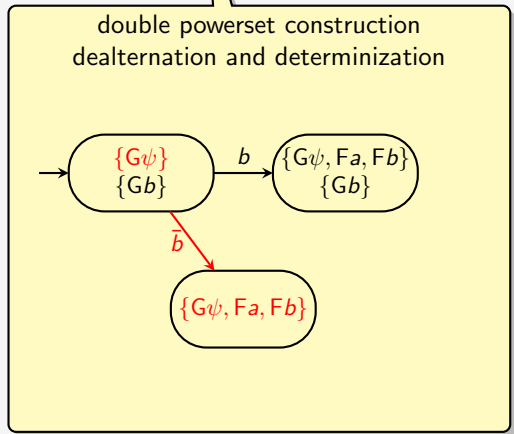 double powerset construction
dealternation and determinization
{Gψ}
{Gb}
b
{Gψ, Fa, Fb}
{Gb}
b̄
{Gψ, Fa, Fb}